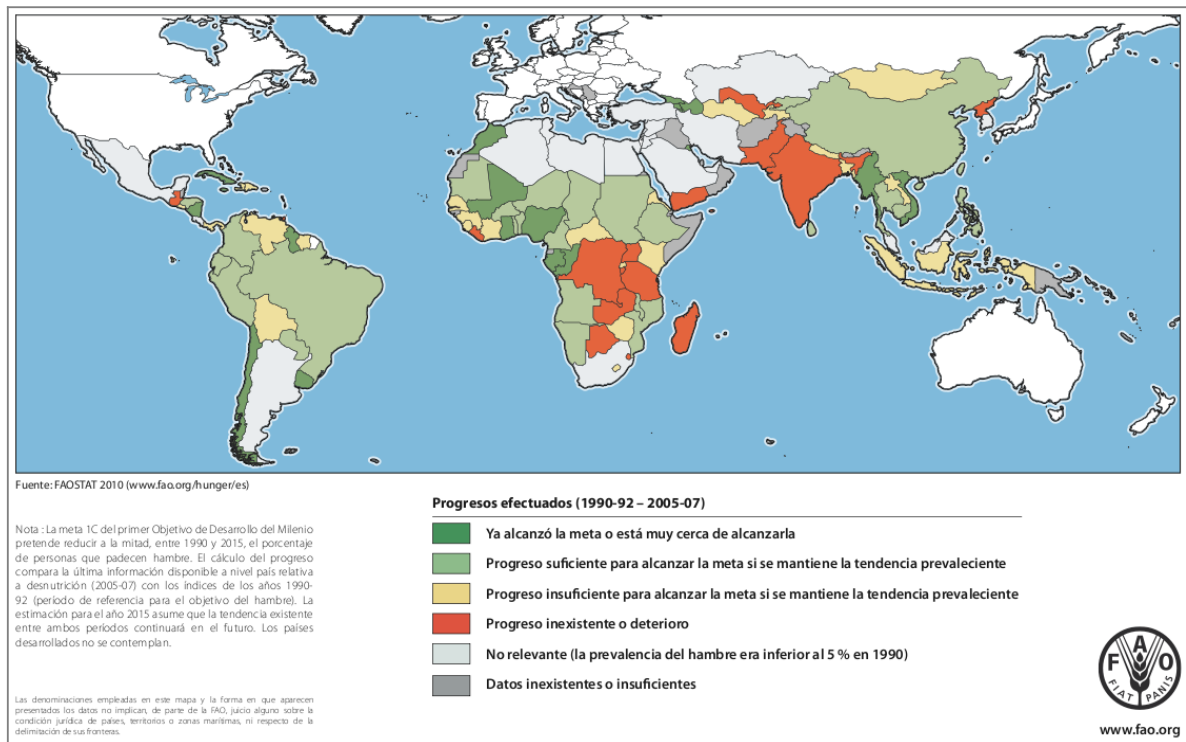 Fuente: FAOSTAT 2010 (www.fao.org/hunger/es)
Nota : La meta 1C del primer Objetivo de Desarrollo del Milenio
pretende reducir a la mitad, entre 1990 y 2015, el porcentaje
de personas que padecen hambre. El cálculo del progreso
compara la última información disponible a nivel país relativa
a desnutrición (2005-07) con los índices de los años 1990-
92 (período de referencia para el objetivo del hambre). La
estimación para el año 2015 asume que la tendencia existente
entre ambos períodos continuará en el futuro. Los países
desarrollados no se contemplan.
Las denominaciones empleadas en este mapa y la forma en que aparecen
presentados los datos no implican, de parte de la FAO, juicio alguno sobre la
condición jurídica de países, territorios o zonas marítimas, ni respecto de la
delimitación de sus fronteras.
Progresos efectuados (1990-92 – 2005-07)
Ya alcanzó la meta o está muy cerca de alcanzarla
Progreso suficiente para alcanzar la meta si se mantiene la tendencia prevaleciente
Progreso insuficiente para alcanzar la meta si se mantiene la tendencia prevaleciente
Progreso inexistente o deterioro
No relevante (la prevalencia del hambre era inferior al 5 % en 1990)
Datos inexistentes o insuficientes
F A O
FIAT PANIS
www.fao.org